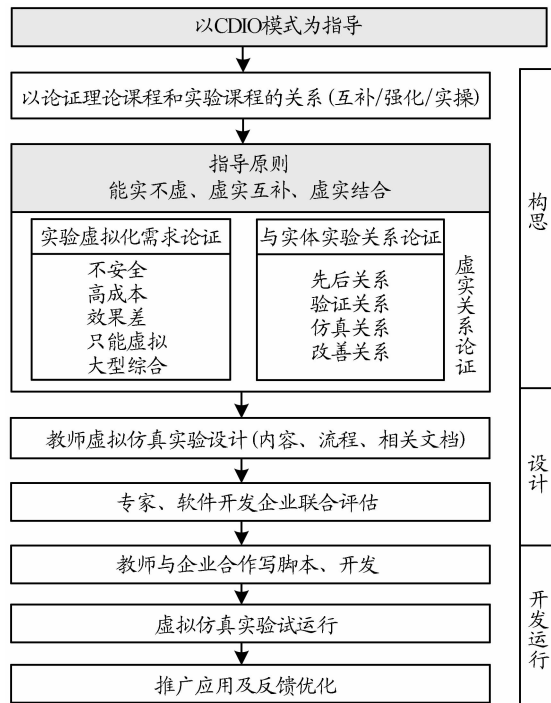 以CDIO模式为指导
以论证理论课程和实验课程的关系(互补/强化/实操)
指导原则
能实不虚、虚实互补、虚实结合
实验虚拟化需求论证
不安全
高成本
效果差
只能虚拟
大型综合
与实体实验关系论证
先后关系
验证关系
仿真关系
改善关系
虚实关系论证
构思
教师虚拟仿真实验设计(内容、流程、相关文档)
专家、软件开发企业联合评估
设计
教师与企业合作写脚本、开发
虚拟仿真实验试运行
推广应用及反馈优化
开发运行